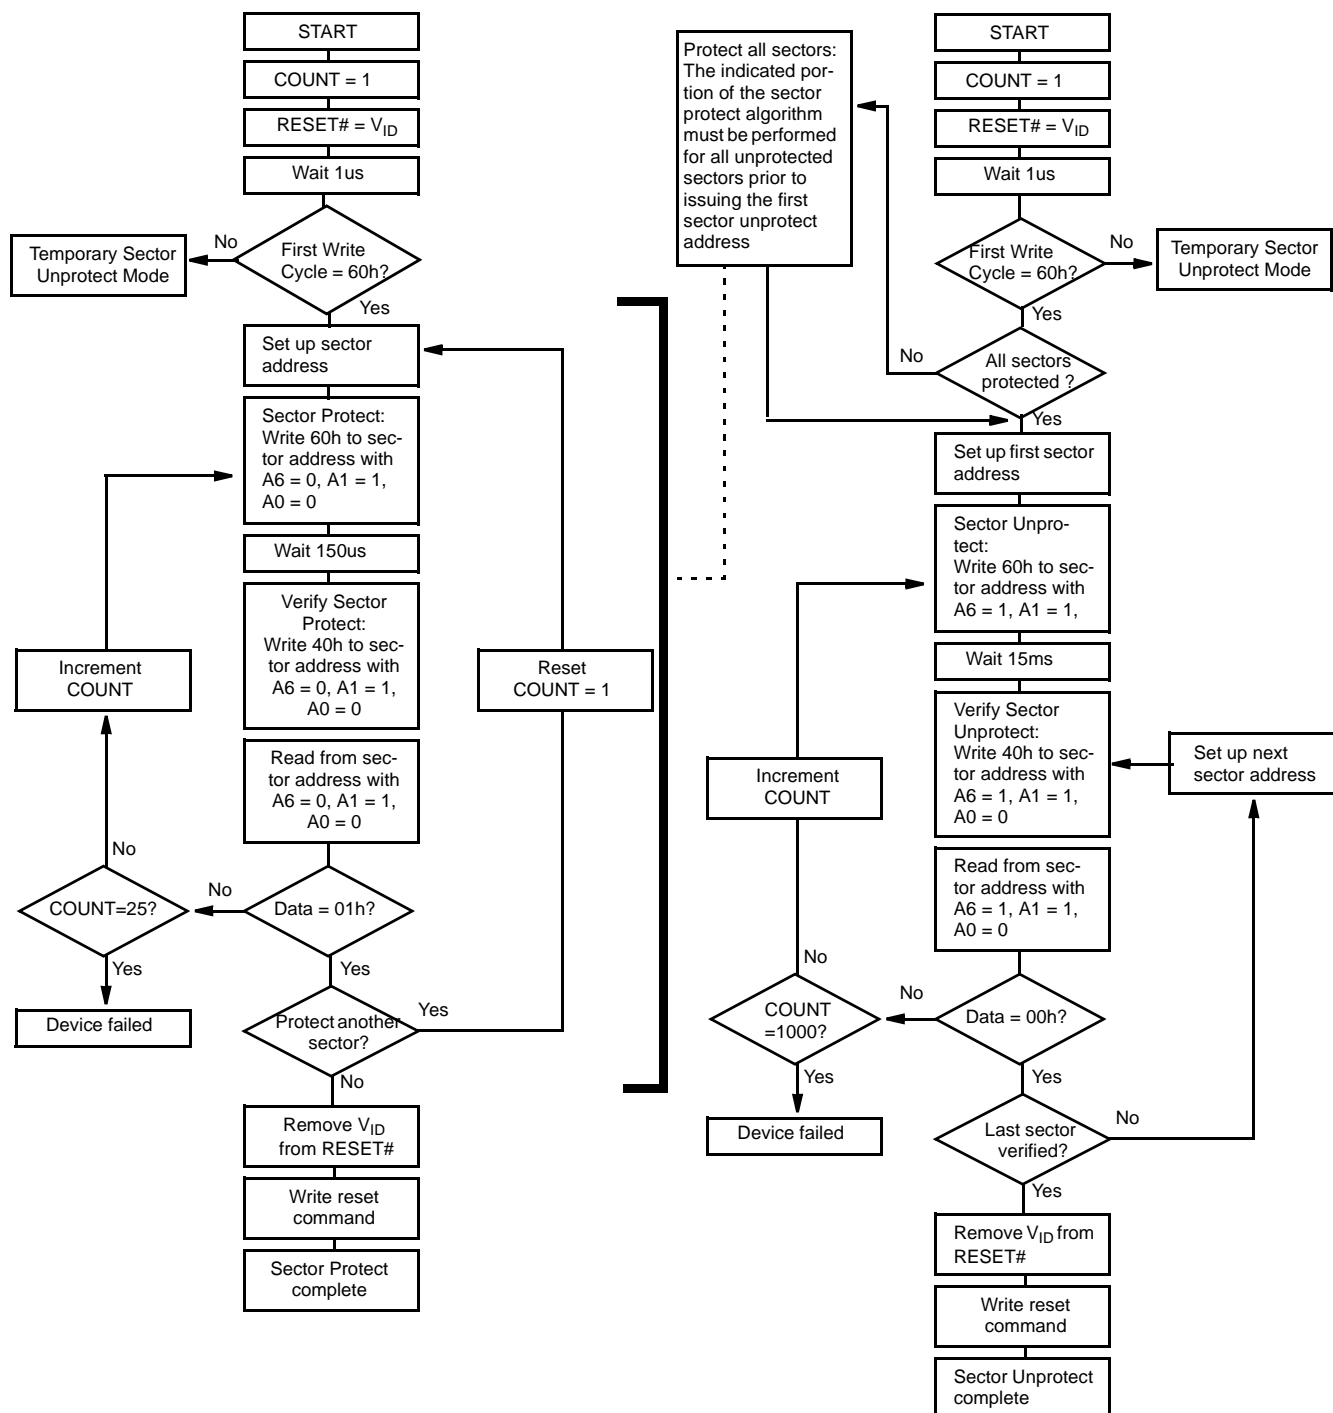 START
COUNT = 1
RESET# = VID
Wait 1us
First Write
Cycle = 60h?
No
Temporary Sector
Unprotect Mode
Yes
Set up sector
address
Sector Protect:
Write 60h to sec-
tor address with
A6 = 0, A1 = 1,
A0 = 0
Wait 150us
Verify Sector
Protect:
Write 40h to sec-
tor address with
A6 = 0, A1 = 1,
A0 = 0
Increment
COUNT
Reset
COUNT = 1
Read from sec-
tor address with
A6 = 0, A1 = 1,
A0 = 0
No
COUNT=25?
No
Data = 01h?
Yes
Yes
Device failed
Protect another
sector?
Yes
No
Remove VID
from RESET#
Write reset
command
Sector Protect
complete
Protect all sectors:
The indicated por-
tion of the sector
protect algorithm
must be performed
for all unprotected
sectors prior to
issuing the first
sector unprotect
address
START
COUNT = 1
RESET# = VID
Wait 1us
First Write
Cycle = 60h?
No
Temporary Sector
Unprotect Mode
Yes
No
All sectors
protected ?
Yes
Set up first sector
address
Sector Unpro-
tect:
Write 60h to sec-
tor address with
A6 = 1, A1 = 1,
Wait 15ms
Verify Sector
Unprotect:
Write 40h to sec-
tor address with
A6 = 1, A1 = 1,
A0 = 0
Set up next
sector address
Increment
COUNT
Read from sec-
tor address with
A6 = 1, A1 = 1,
A0 = 0
No
COUNT
=1000?
No
Data = 00h?
Yes
Yes
Device failed
Last sector
verified?
No
Yes
Remove VID from
RESET#
Write reset
command
Sector Unprotect
complete